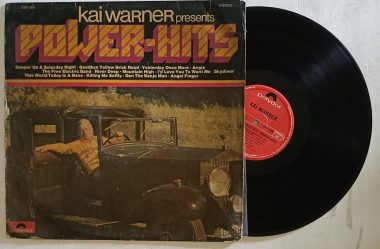 STEREO
kai warner presents
POWER-HITS
Dancin' On A Saturday Night · Goodbye Yellow Brick Road · Yesterday Once More · Angie
The Free Electric Band · River Deep - Mountain High · I'd Love You To Want Me · Skydiver
This World Today Is A Mess · Killing Me Softly · Dan The Banjo Man · Angel Finger
Polydor
Polydor
KAI WARNER